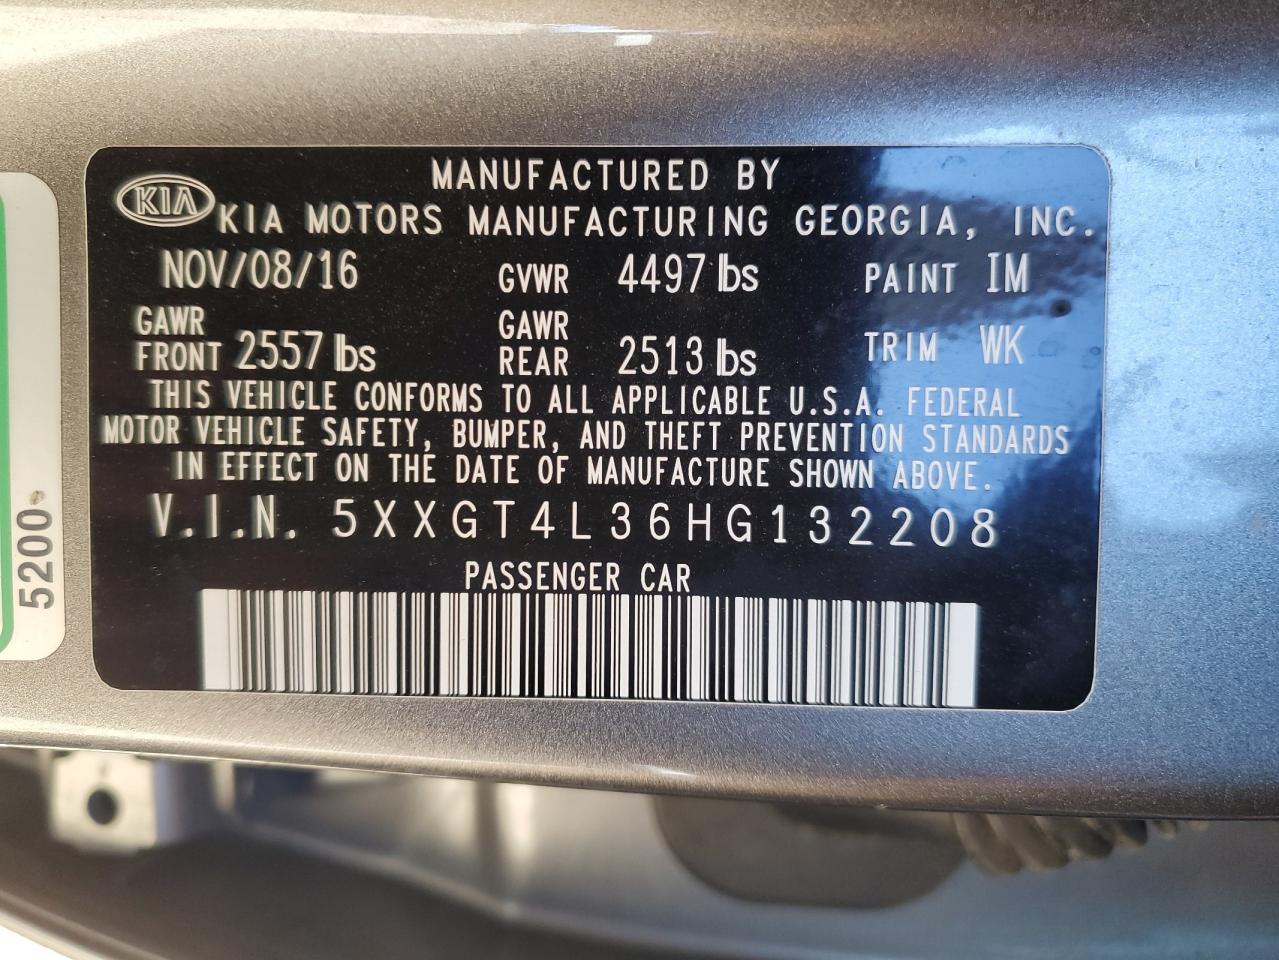 MANUFACTURED BY
KIA KIA MOTORS MANUFACTURING GEORGIA, INC.
NOV/08/16 GVWR 4497 lbs PAINT IM
GAWR FRONT 2557 lbs GAWR REAR 2513 lbs TRIM WK
THIS VEHICLE CONFORMS TO ALL APPLICABLE U.S.A. FEDERAL
MOTOR VEHICLE SAFETY, BUMPER, AND THEFT PREVENTION STANDARDS
IN EFFECT ON THE DATE OF MANUFACTURE SHOWN ABOVE.
V.I.N. 5XXGT4L36HG132208
PASSENGER CAR
5200